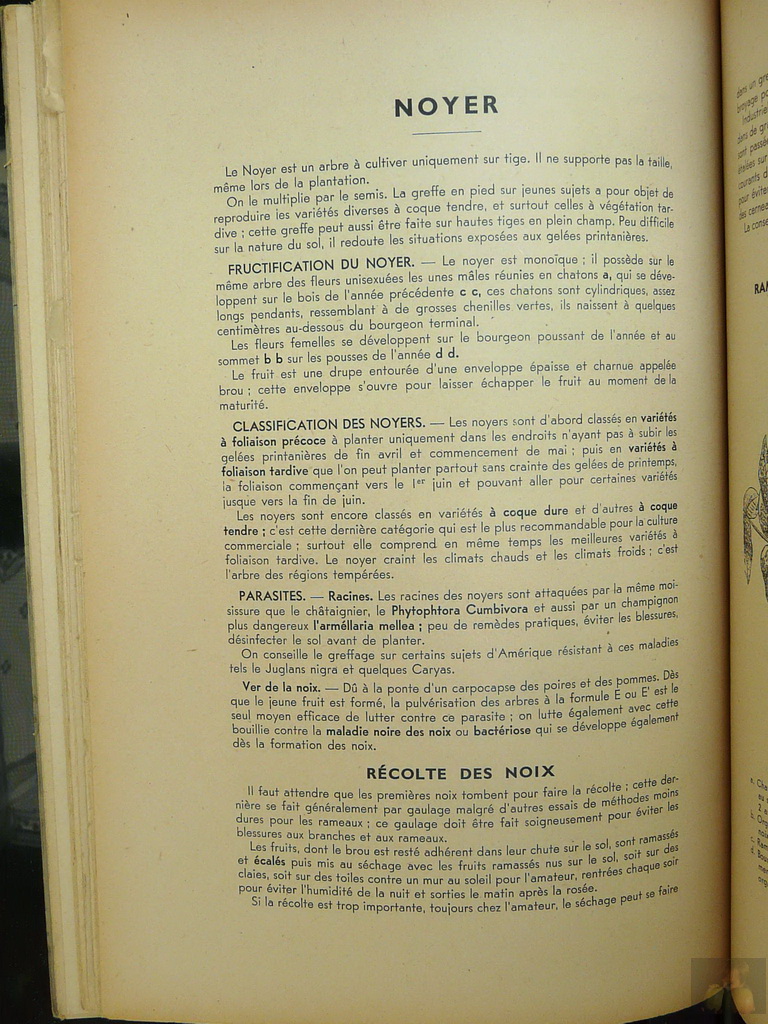 NOYER
Le Noyer est un arbre à cultiver uniquement sur tige. Il ne supporte pas la taille,
même lors de la plantation.
On le multiplie par le semis. La greffe en pied sur jeunes sujets a pour objet de
reproduire les variétés diverses à coque tendre, et surtout celles à végétation tar-
dive ; cette greffe peut aussi être faite sur hautes tiges en plein champ. Peu difficile
sur la nature du sol, il redoute les situations exposées aux gelées printanières.
FRUCTIFICATION DU NOYER. — Le noyer est monoïque ; il possède sur le
même arbre des fleurs unisexuées les unes mâles réunies en chatons a, qui se déve-
loppent sur le bois de l'année précédente c c, ces chatons sont cylindriques, assez
longs pendants, ressemblant à de grosses chenilles vertes, ils naissent à quelques
centimètres au-dessous du bourgeon terminal.
Les fleurs femelles se développent sur le bourgeon poussant de l'année et au
sommet b b sur les pousses de l'année d d.
Le fruit est une drupe entourée d'une enveloppe épaisse et charnue appelée
brou ; cette enveloppe s'ouvre pour laisser échapper le fruit au moment de la
maturité.
CLASSIFICATION DES NOYERS. — Les noyers sont d'abord classés en variétés
à foliaison précoce à planter uniquement dans les endroits n'ayant pas à subir les
gelées printanières de fin avril et commencement de mai ; puis en variétés à
foliaison tardive que l'on peut planter partout sans crainte des gelées de printemps,
la foliaison commençant vers le 1er juin et pouvant aller pour certaines variétés
jusque vers la fin de juin.
Les noyers sont encore classés en variétés à coque dure et d'autres à coque
tendre ; c'est cette dernière catégorie qui est le plus recommandable pour la culture
commerciale ; surtout elle comprend en même temps les meilleures variétés à
foliaison tardive. Le noyer craint les climats chauds et les climats froids ; c'est
l'arbre des régions tempérées.
PARASITES. — Racines. Les racines des noyers sont attaquées par la même moi-
sissure que le châtaignier, le Phytophtora Cumbivora et aussi par un champignon
plus dangereux l'arméllaria mellea ; peu de remèdes pratiques, éviter les blessures,
désinfecter le sol avant de planter.
On conseille le greffage sur certains sujets d'Amérique résistant à ces maladies
tels le Juglans nigra et quelques Caryas.
Ver de la noix. — Dû à la ponte d'un carpocapse des poires et des pommes. Dès
que le jeune fruit est formé, la pulvérisation des arbres à la formule E ou E' est le
seul moyen efficace de lutter contre ce parasite ; on lutte également avec cette
bouillie contre la maladie noire des noix ou bactériose qui se développe également
dès la formation des noix.
RÉCOLTE DES NOIX
Il faut attendre que les premières noix tombent pour faire la récolte ; cette der-
nière se fait généralement par gaulage malgré d'autres essais de méthodes moins
dures pour les rameaux ; ce gaulage doit être fait soigneusement pour éviter les
blessures aux branches et aux rameaux.
Les fruits, dont le brou est resté adhérent dans leur chute sur le sol, sont ramassés
et écalés puis mis au séchage avec les fruits ramassés nus sur le sol, soit sur des
claies, soit sur des toiles contre un mur au soleil pour l'amateur, rentrées chaque soir
pour éviter l'humidité de la nuit et sorties le matin après la rosée.
Si la récolte est trop importante, toujours chez l'amateur, le séchage peut se faire